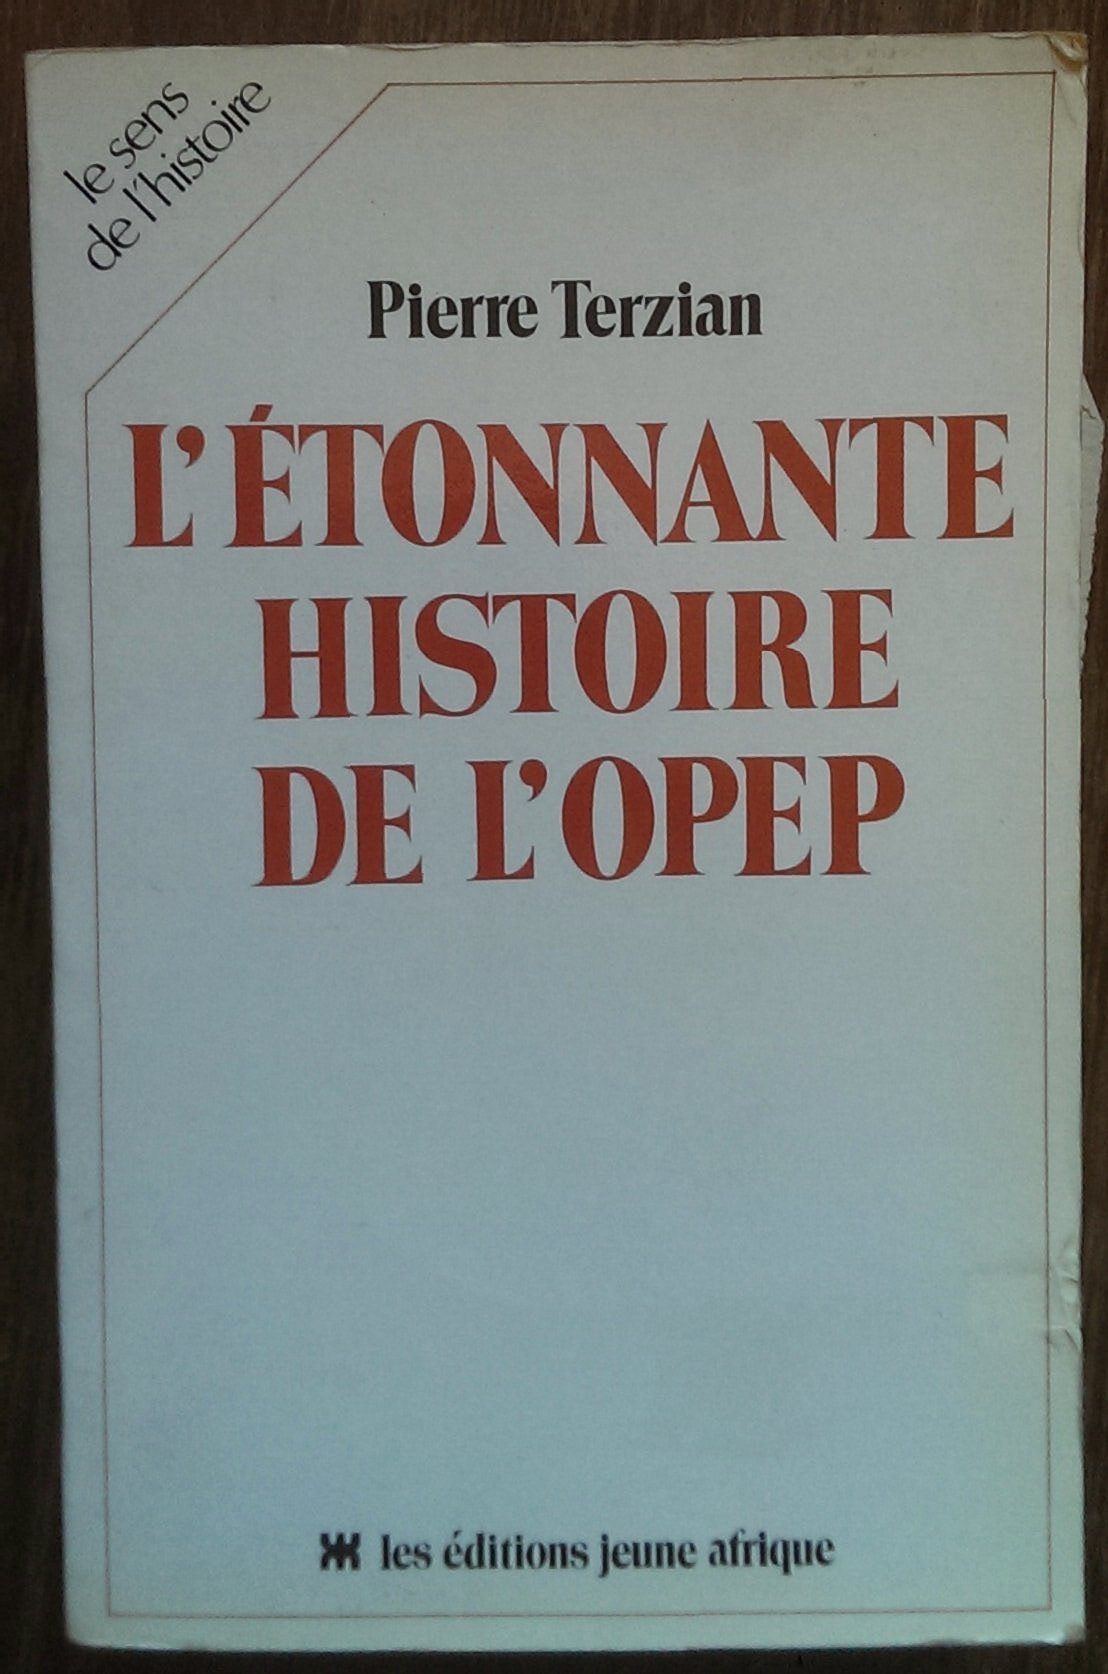 le sens
de l'histoire
Pierre Terzian
L'ÉTONNANTE
HISTOIRE
DE L'OPEP
les éditions jeune afrique